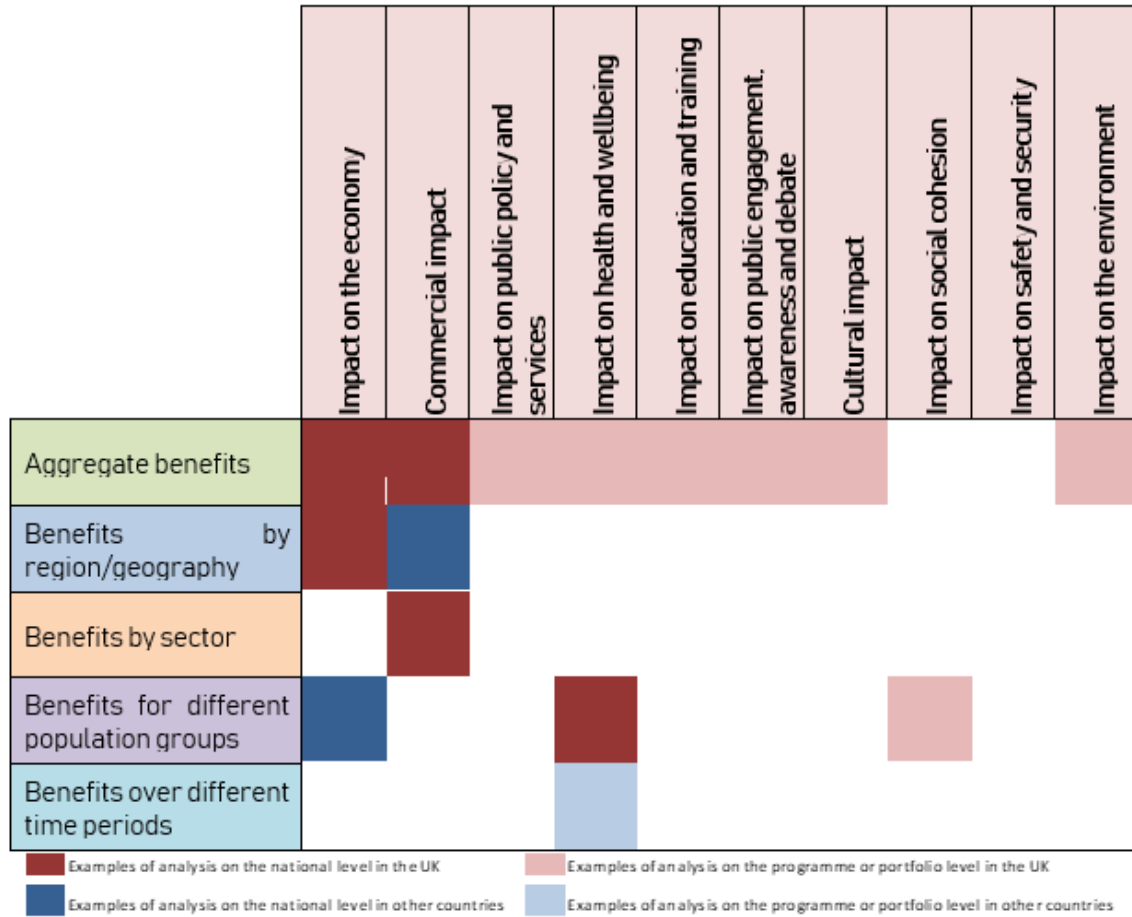 Impact on the economy
Commercial impact
Impact on public policy and
services
Impact on health and wellbeing
Impact on education and training
Impact on public engagement.
awareness and debate
Cultural impact
Impact on social cohesion
Impact on safety and security
Impact on the environment
Aggregate benefits
Benefits by
region/geography
Benefits by sector
Benefits for different
population groups
Benefits over different
time periods
Examples of analysis on the national level in the UK
Examples of analysis on the programme or portfolio level in the UK
Examples of analysis on the national level in other countries
Examples of analysis on the programme or portfolio level in other countries